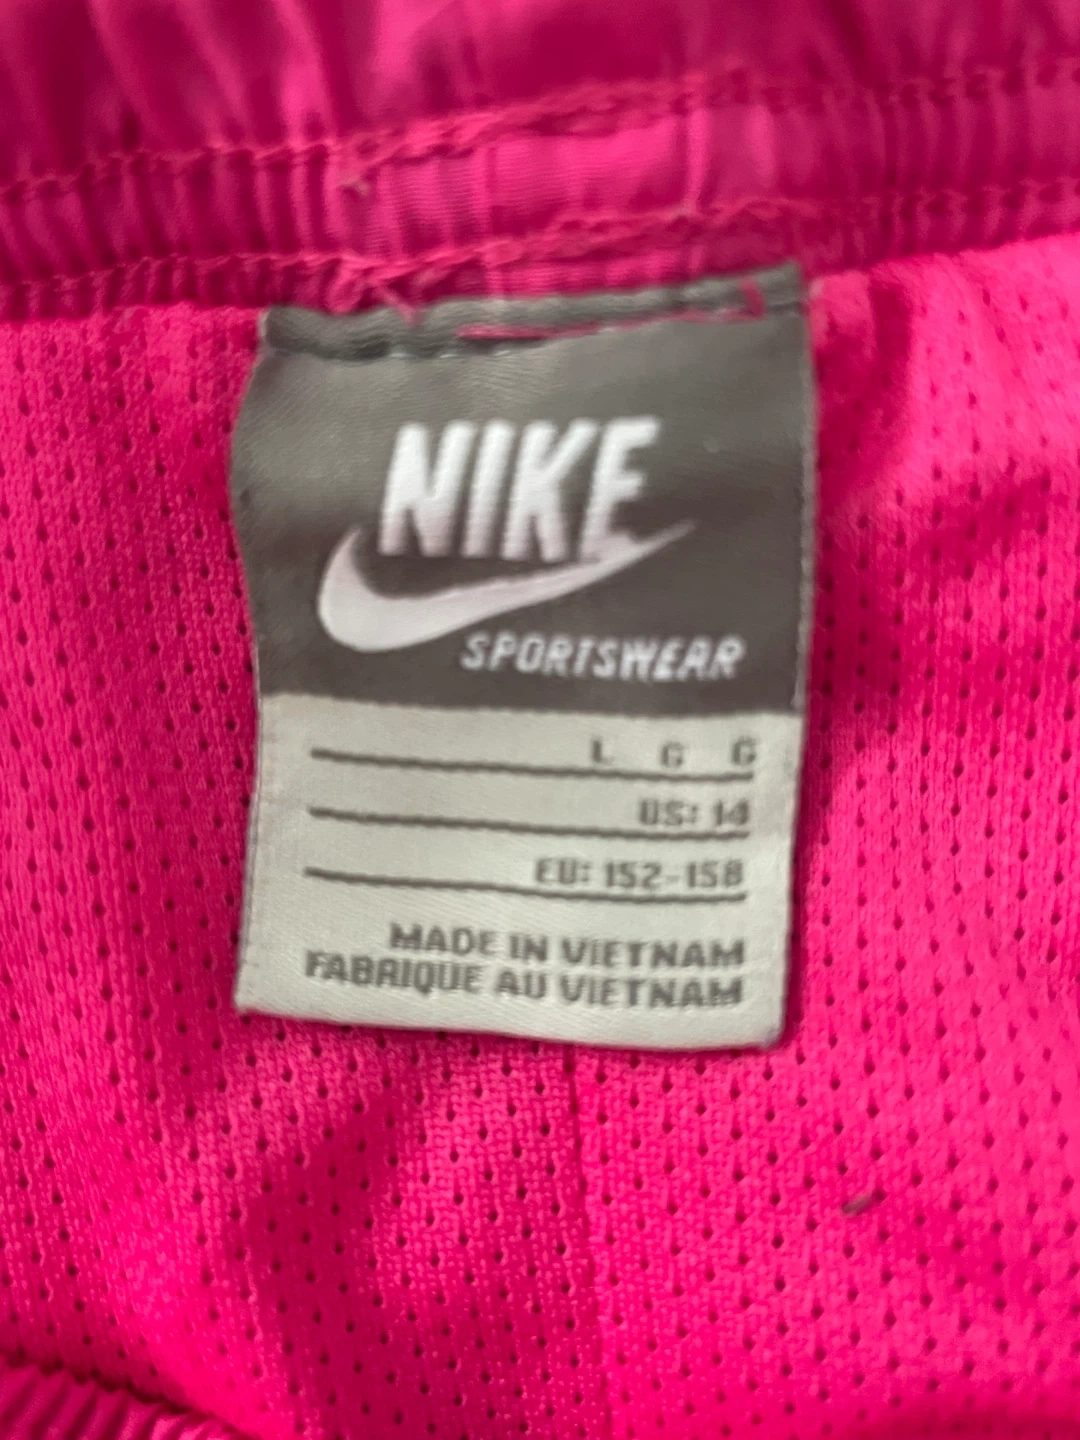 NIKE
SPORTSWEAR
L G G
US: 14
EU: 152-158
MADE IN VIETNAM
FABRIQUE AU VIETNAM